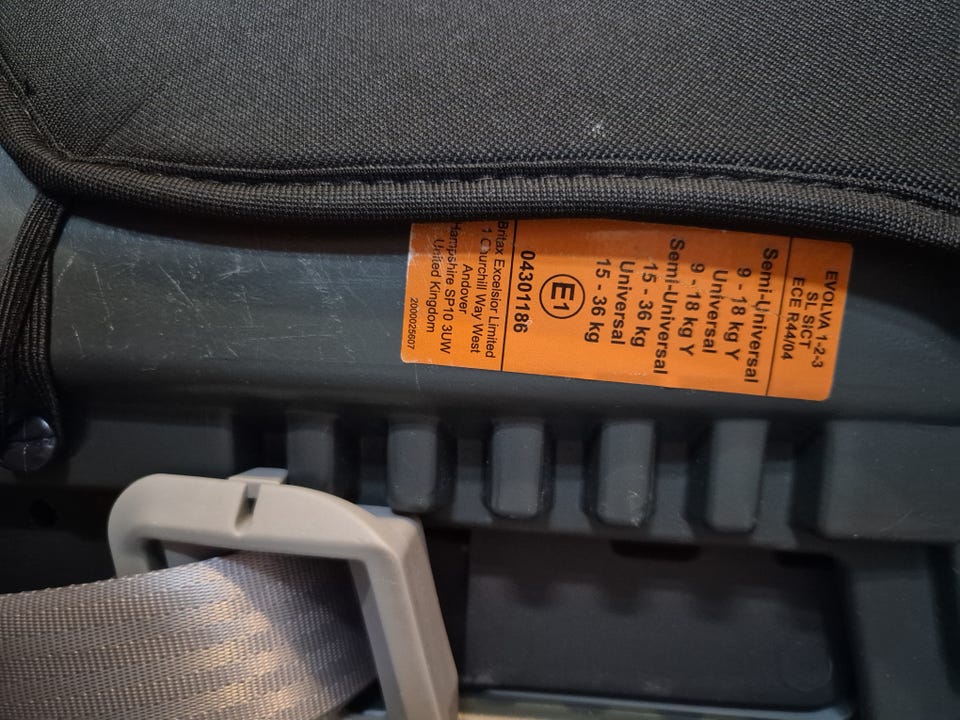 EVOLVA 1-2-3
SL SICT
ECE R44/04
Semi-Universal
9 - 18 kg Y
Universal
9 - 18 kg Y
Semi-Universal
15 - 36 kg
Universal
15 - 36 kg
E1
04301186
Britax Excelsior Limited
1 Churchill Way West
Andover
Hampshire SP10 3UW
United Kingdom
2000025607